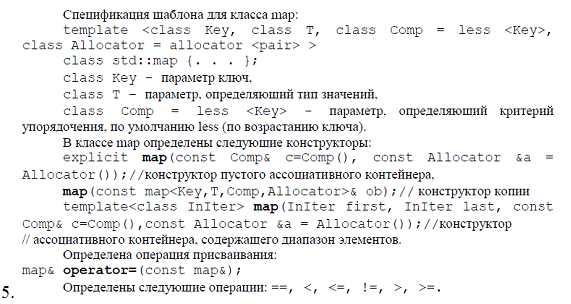 Спецификация шаблона для класса map:
template <class Key, class T, class Comp = less <Key>,
class Allocator = allocator <pair> >
class std::map {. . . };
class Key – параметр ключ,
class T – параметр, определяющий тип значений,
class Comp = less <Key> – параметр, определяющий критерий
упорядочения, по умолчанию less (по возрастанию ключа).
В классе map определены следующие конструкторы:
explicit map(const Comp& c=Comp(), const Allocator &a =
Allocator());//конструктор пустого ассоциативного контейнера,
map(const map<Key,T,Comp,Allocator>& ob);// конструктор копии
template<class InIter> map(InIter first, InIter last, const
Comp& c=Comp(),const Allocator &a = Allocator());//конструктор
// ассоциативного контейнера, содержащего диапазон элементов.
Определена операция присваивания:
map& operator=(const map&);
5. Определены следующие операции: ==, <, <=, !=, >, >=.